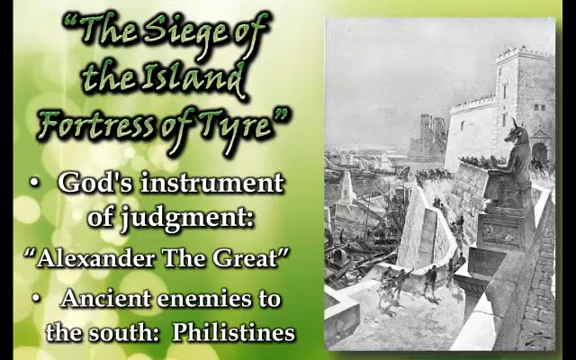 “The Siege of
the Island
Fortress of Tyre”
• God's instrument
of judgment:
“Alexander The Great”
• Ancient enemies to
the south: Philistines